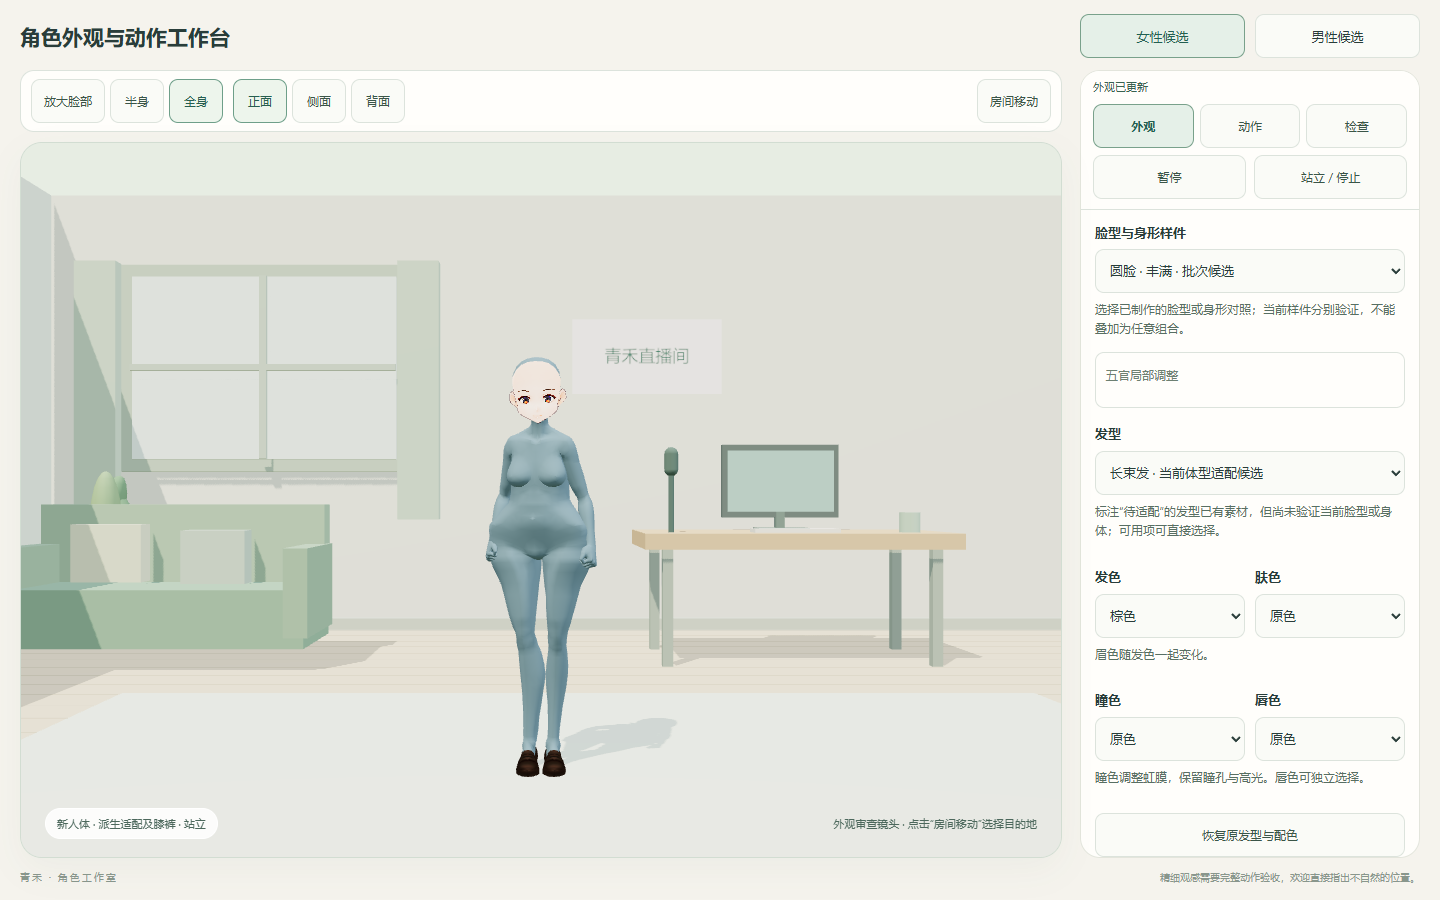 角色外观与动作工作台
女性候选
男性候选
放大脸部
半身
全身
正面
侧面
背面
房间移动
外观已更新
外观
动作
检查
暂停
站立 / 停止
脸型与身形样件
圆脸 · 丰满 · 批次候选
选择已制作的脸型或身形对照；当前样件分别验证，不能
叠加为任意组合。
五官局部调整
发型
长束发 · 当前体型适配候选
标注“待适配”的发型已有素材，但尚未验证当前脸型或身
体；可用项可直接选择。
发色
肤色
棕色
原色
眉色随发色一起变化。
瞳色
唇色
原色
原色
瞳色调整虹膜，保留瞳孔与高光。唇色可独立选择。
恢复原发型与配色
青禾直播间
新人体 · 派生适配及膝裤 · 站立
外观审查镜头 · 点击“房间移动”选择目的地
青禾 · 角色工作室
精细观感需要完整动作验收，欢迎直接指出不自然的位置。